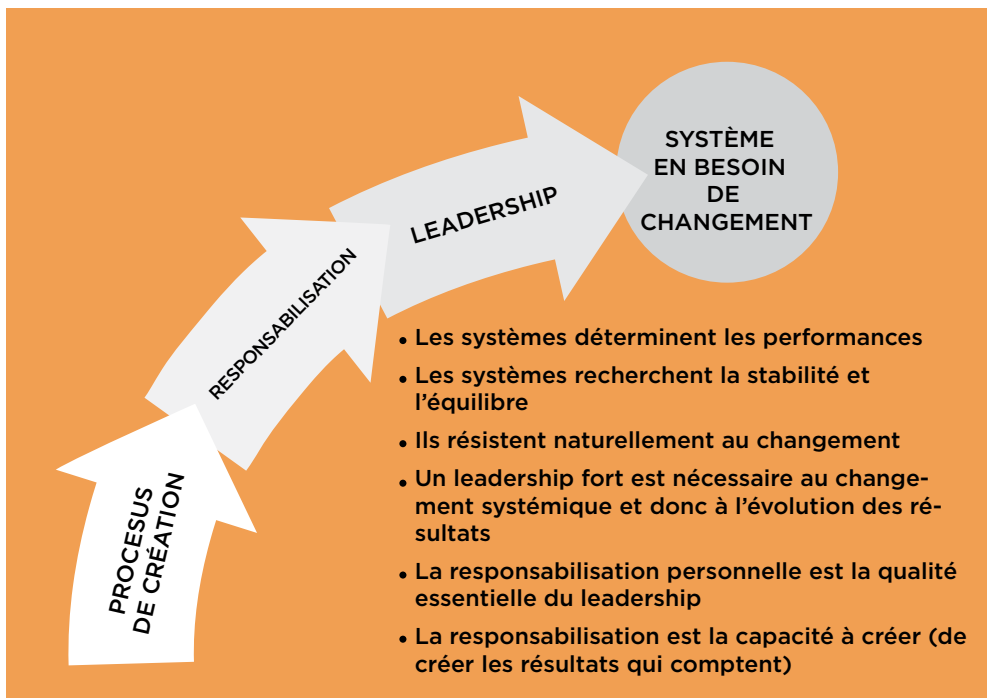 SYSTÈME
EN BESOIN
DE
CHANGEMENT
LEADERSHIP
RESPONSABILISATION
PROCESUS
DE CRÉATION
• Les systèmes déterminent les performances
• Les systèmes recherchent la stabilité et
l'équilibre
• Ils résistent naturellement au changement
• Un leadership fort est nécessaire au change-
ment systémique et donc à l'évolution des ré-
sultats
• La responsabilisation personnelle est la qualité
essentielle du leadership
• La responsabilisation est la capacité à créer (de
créer les résultats qui comptent)